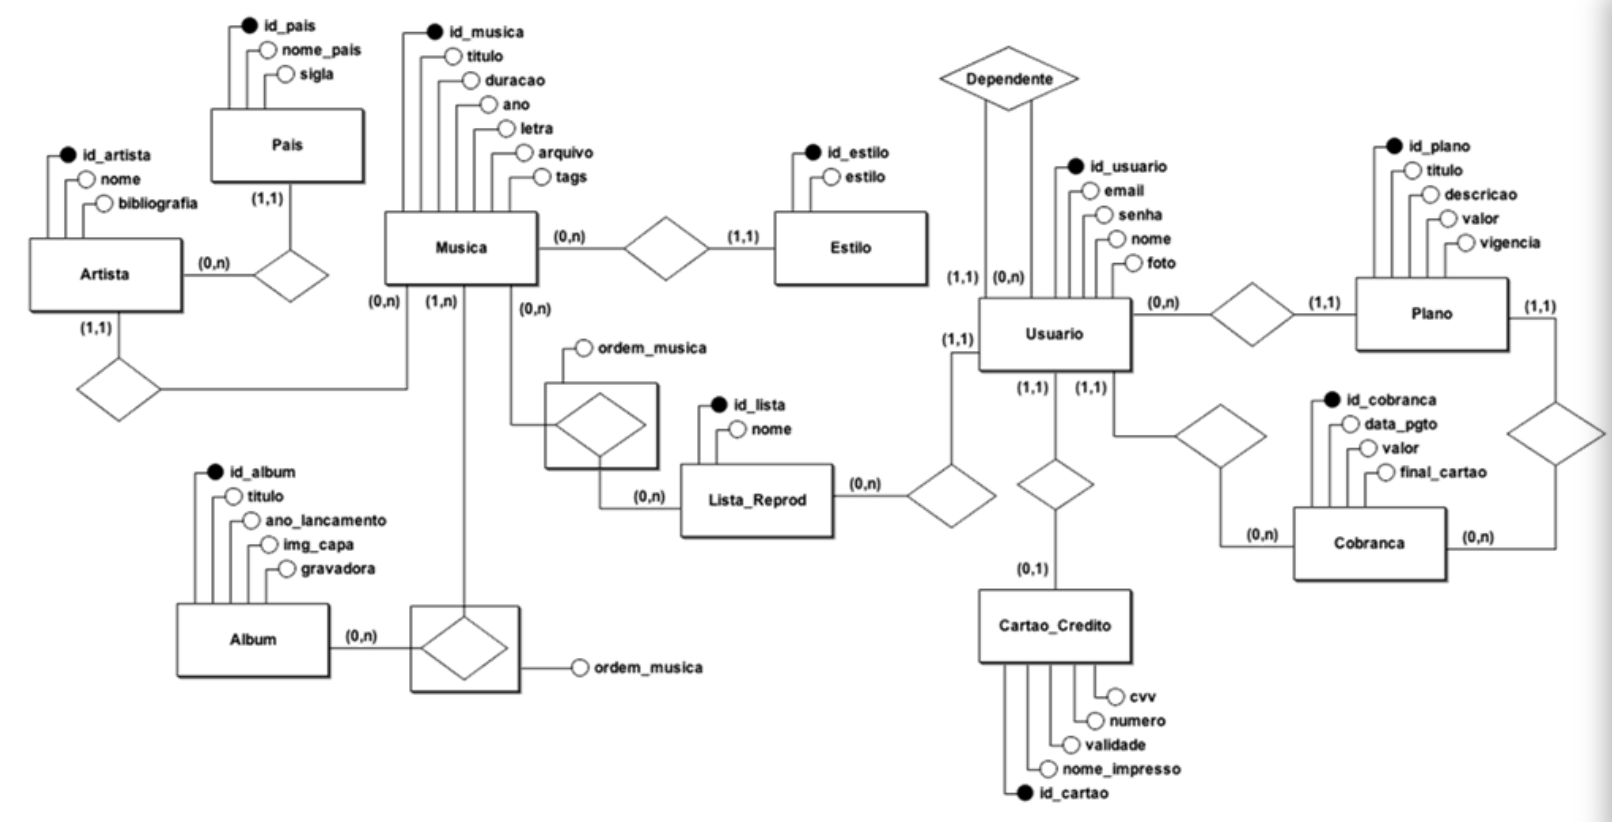 id_pais
nome_pais
sigla
Pais
(1,1)
id_artista
nome
bibliografia
Artista
(0,n)
(1,1)
id_musica
titulo
duracao
ano
letra
arquivo
tags
Musica
(0,n)
(0,n)
(1,n)
(0,n)
(1,1)
id_estilo
estilo
Estilo
ordem_musica
id_lista
nome
Lista_Reprod
(0,n)
(0,n)
id_album
titulo
ano_lancamento
img_capa
gravadora
Album
(0,n)
ordem_musica
Dependente
(1,1)
(0,n)
id_usuario
email
senha
nome
foto
Usuario
(0,n)
(1,1)
(1,1)
(1,1)
(1,1)
id_plano
titulo
descricao
valor
vigencia
Plano
(1,1)
id_cobranca
data_pgto
valor
final_cartao
Cobranca
(0,n)
(0,n)
(0,1)
Cartao_Credito
cvv
numero
validade
nome_impresso
id_cartao